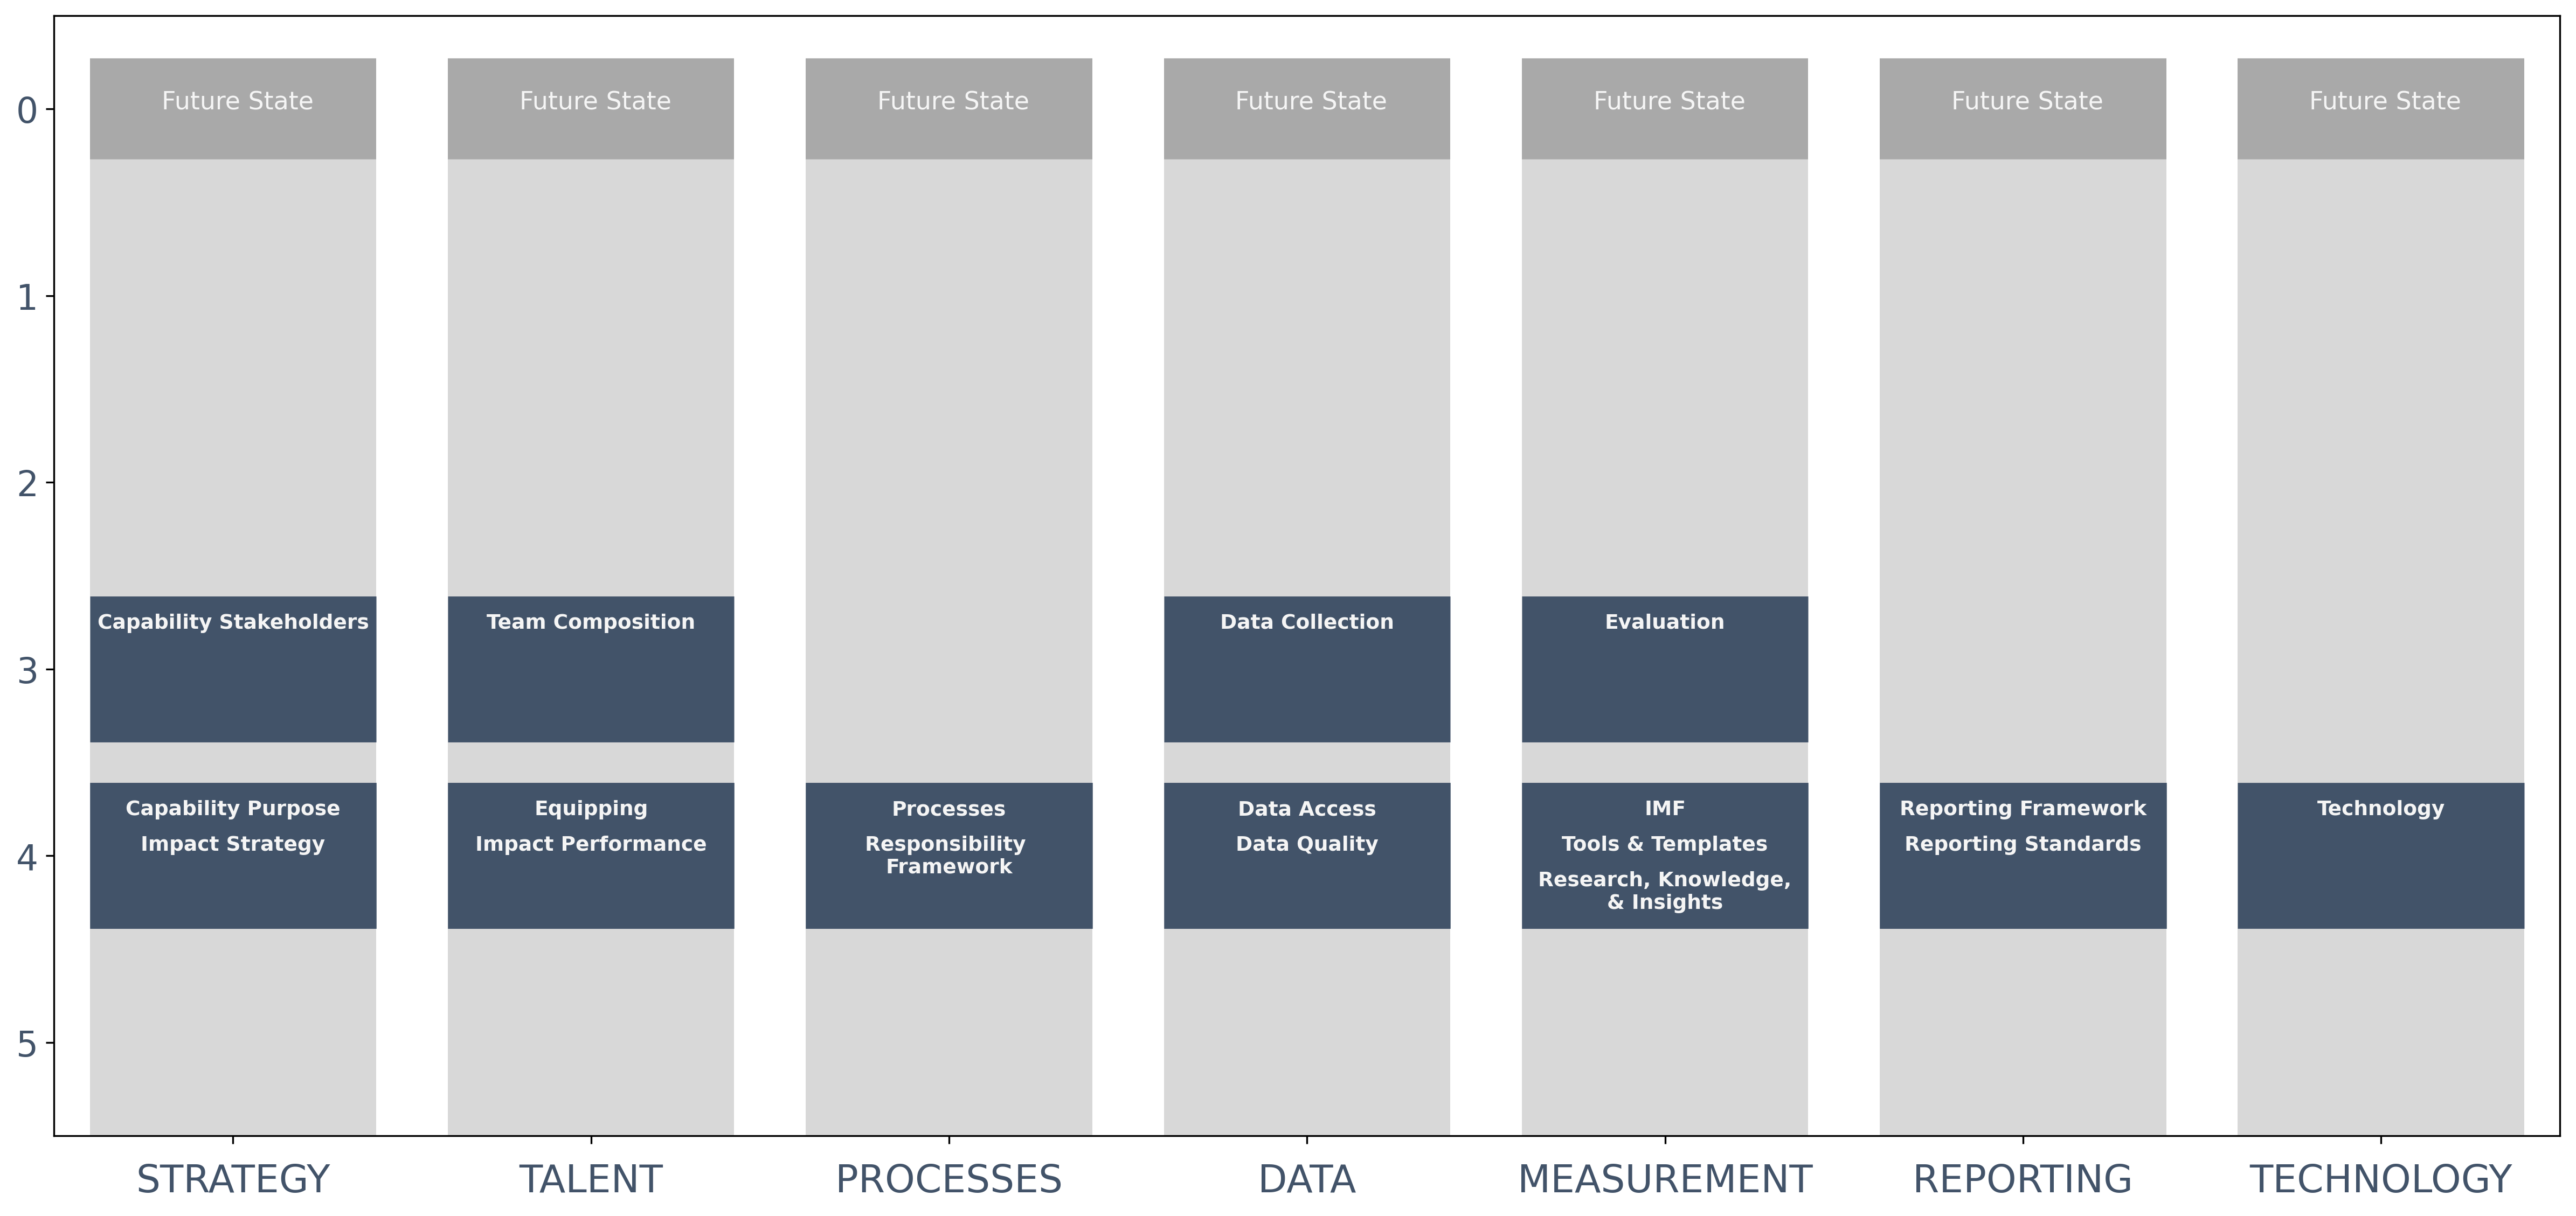 0
Future State
Future State
Future State
Future State
Future State
Future State
Future State
1
2
3
Capability Stakeholders
Team Composition
Data Collection
Evaluation
4
Capability Purpose
Impact Strategy
Equipping
Impact Performance
Processes
Responsibility
Framework
Data Access
Data Quality
IMF
Tools & Templates
Research, Knowledge,
& Insights
Reporting Framework
Reporting Standards
Technology
5
STRATEGY
TALENT
PROCESSES
DATA
MEASUREMENT
REPORTING
TECHNOLOGY